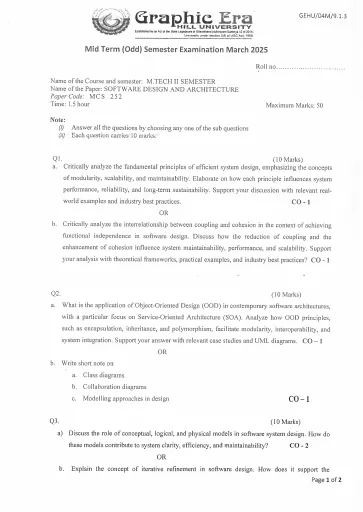 GEHU/04M/9.1.3
Graphic Era
HILL UNIVERSITY
Mid Term (Odd) Semester Examination March 2025
Roll no
Name of the Course and semester: M.TECH II SEMESTER
Name of the Paper: SOFTWARE DESIGN AND ARCHITECTURE
Paper Code: MCS 252
Time: 1.5 hour Maximum Marks: 50
Note:
(i) Answer all the questions by choosing any one of the sub questions
(ii) Each question carries 10 marks.
Q1. (10 Marks)
a. Critically analyze the fundamental principles of efficient system design, emphasizing the concepts
of modularity, scalability, and maintainability. Elaborate on how each principle influences system
performance, reliability, and long-term sustainability. Support your discussion with relevant real-
world examples and industry best practices. CO - 1
OR
b. Critically analyze the interrelationship between coupling and cohesion in the context of achieving
functional independence in software design. Discuss how the reduction of coupling and the
enhancement of cohesion influence system maintainability, performance, and scalability. Support
your analysis with theoretical frameworks, practical examples, and industry best practices? CO - 1
Q2. (10 Marks)
a. What is the application of Object-Oriented Design (OOD) in contemporary software architectures,
with a particular focus on Service-Oriented Architecture (SOA). Analyze how OOD principles,
such as encapsulation, inheritance, and polymorphism, facilitate modularity, interoperability, and
system integration. Support your answer with relevant case studies and UML diagrams. CO – 1
OR
b. Write short note on
a. Class diagrams
b. Collaboration diagrams
c. Modelling approaches in design CO – 1
Q3. (10 Marks)
a) Discuss the role of conceptual, logical, and physical models in software system design. How do
these models contribute to system clarity, efficiency, and maintainability? CO - 2
OR
b. Explain the concept of iterative refinement in software design. How does it support the
Page 1 of 2